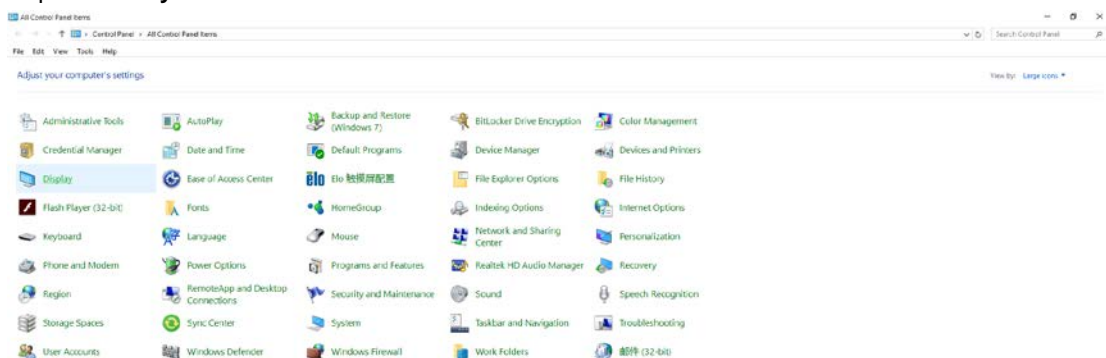 All Control Panel Items
Control Panel › All Control Panel Items
Search Control Panel
File Edit View Tools Help
Adjust your computer's settings
View by: Large icons
Administrative Tools
AutoPlay
Backup and Restore
(Windows 7)
BitLocker Drive Encryption
Color Management
Credential Manager
Date and Time
Default Programs
Device Manager
Devices and Printers
Display
Ease of Access Center
elo
Elo 触摸屏配置
File Explorer Options
File History
Flash Player (32-bit)
Fonts
HomeGroup
Indexing Options
Internet Options
Keyboard
Language
Mouse
Network and Sharing
Center
Personalization
Phone and Modem
Power Options
Programs and Features
Realtek HD Audio Manager
Recovery
Region
RemoteApp and Desktop
Connections
Security and Maintenance
Sound
Speech Recognition
Storage Spaces
Sync Center
System
Taskbar and Navigation
Troubleshooting
User Accounts
Windows Defender
Windows Firewall
Work Folders
邮件 (32-bit)